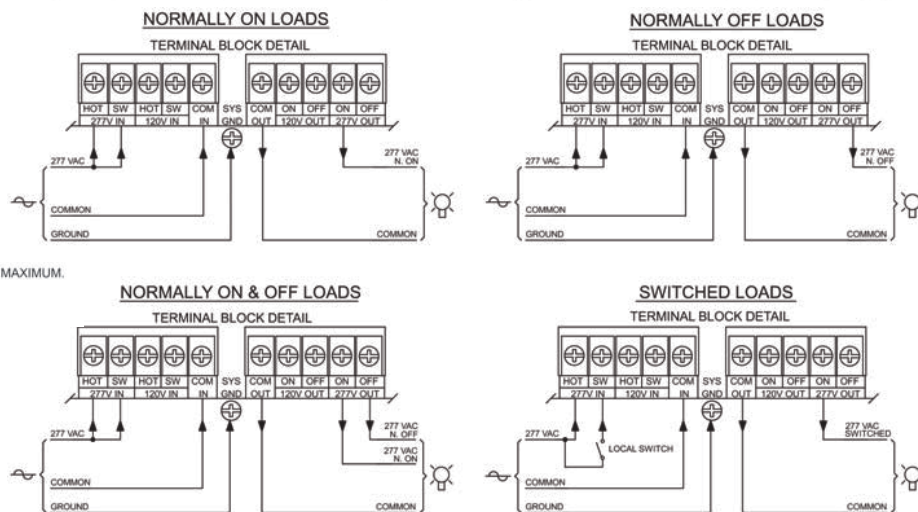 NORMALLY ON LOADS
TERMINAL BLOCK DETAIL
HOT SW HOT SW COM SYS COM ON OFF ON OFF
277V IN 120V IN IN GND OUT 120V OUT 277V OUT
277 VAC
277 VAC
N. ON
COMMON
GROUND
COMMON
NORMALLY OFF LOADS
TERMINAL BLOCK DETAIL
HOT SW HOT SW COM SYS COM ON OFF ON OFF
277V IN 120V IN IN GND OUT 120V OUT 277V OUT
277 VAC
277 VAC
N. OFF
COMMON
GROUND
COMMON
MAXIMUM.
NORMALLY ON & OFF LOADS
TERMINAL BLOCK DETAIL
HOT SW HOT SW COM SYS COM ON OFF ON OFF
277V IN 120V IN IN GND OUT 120V OUT 277V OUT
277 VAC
277 VAC
N. OFF
277 VAC
N. ON
COMMON
GROUND
COMMON
SWITCHED LOADS
TERMINAL BLOCK DETAIL
HOT SW HOT SW COM SYS COM ON OFF ON OFF
277V IN 120V IN IN GND OUT 120V OUT 277V OUT
277 VAC
277 VAC
SWITCHED
LOCAL SWITCH
COMMON
GROUND
COMMON